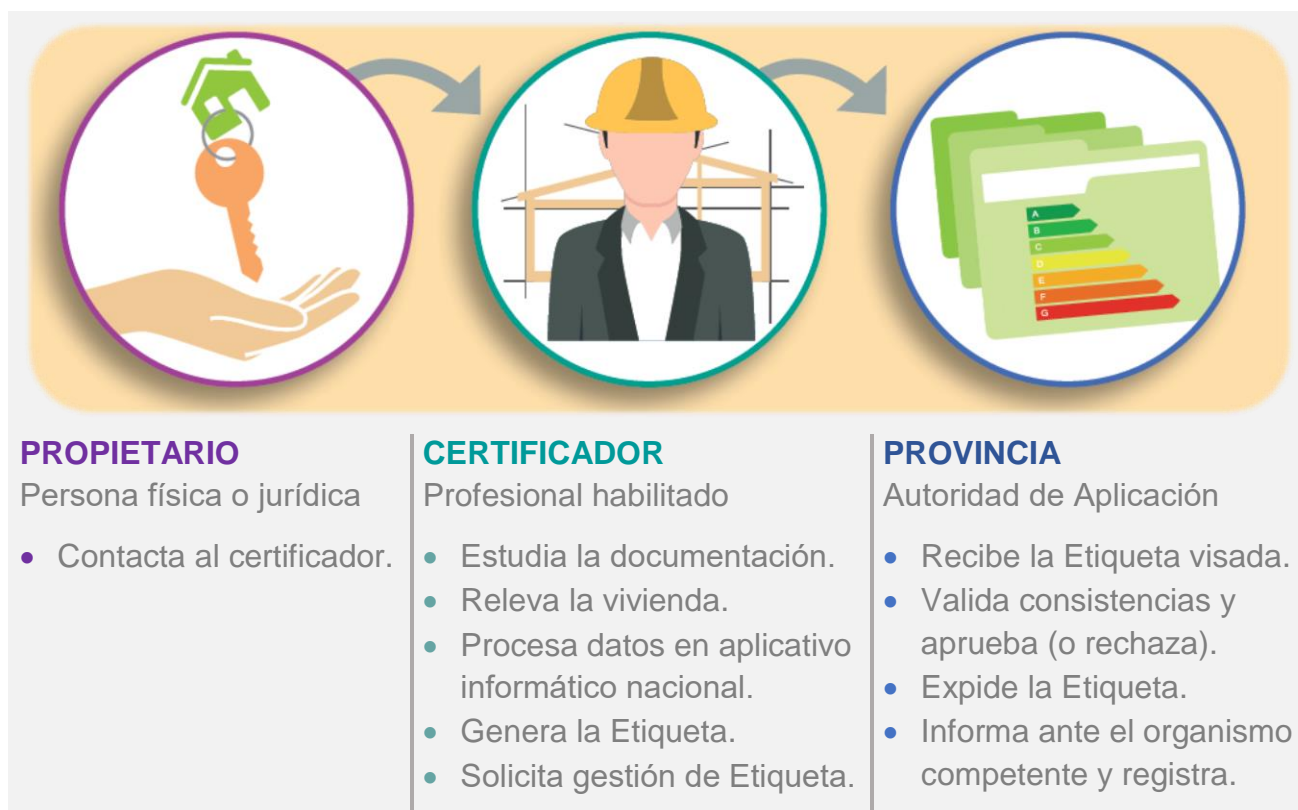 A
B
C
D
E
F
G
PROPIETARIO
Persona física o jurídica
• Contacta al certificador.
CERTIFICADOR
Profesional habilitado
• Estudia la documentación.
• Releva la vivienda.
• Procesa datos en aplicativo
informático nacional.
• Genera la Etiqueta.
• Solicita gestión de Etiqueta.
PROVINCIA
Autoridad de Aplicación
• Recibe la Etiqueta visada.
• Valida consistencias y
aprueba (o rechaza).
• Expide la Etiqueta.
• Informa ante el organismo
competente y registra.